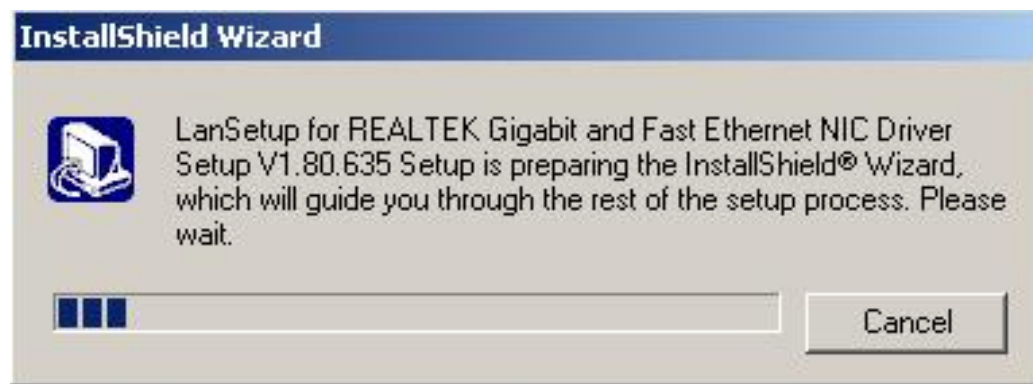 InstallShield Wizard
LanSetup for REALTEK Gigabit and Fast Ethernet NIC Driver
Setup V1.80.635 Setup is preparing the InstallShield® Wizard,
which will guide you through the rest of the setup process. Please
wait.
Cancel